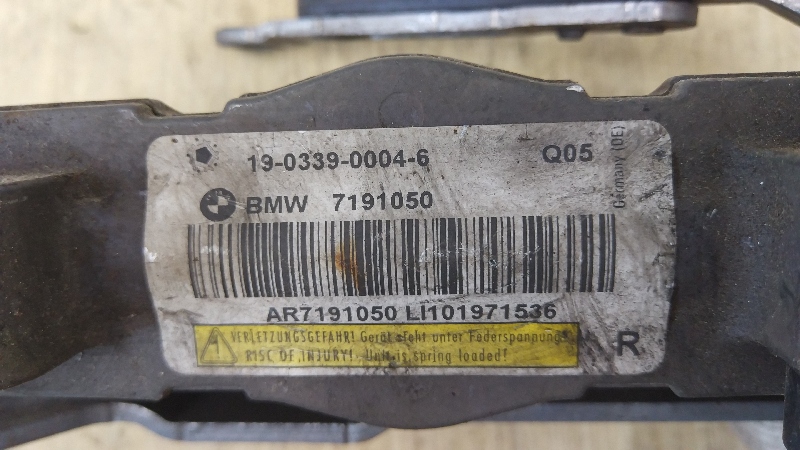 19-0339-0004-6 Q05
Germany (OE)
BMW 7191050
AR7191050 LI101971536
VERLETZUNGSGEFAHR! Gerät steht unter Federspannung!
RISC OF INJURY! Unit is spring loaded!
R